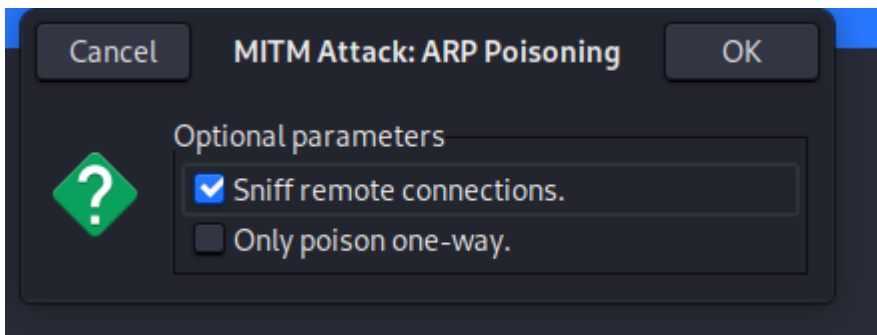 Cancel MITM Attack: ARP Poisoning OK
Optional parameters
Sniff remote connections.
Only poison one-way.